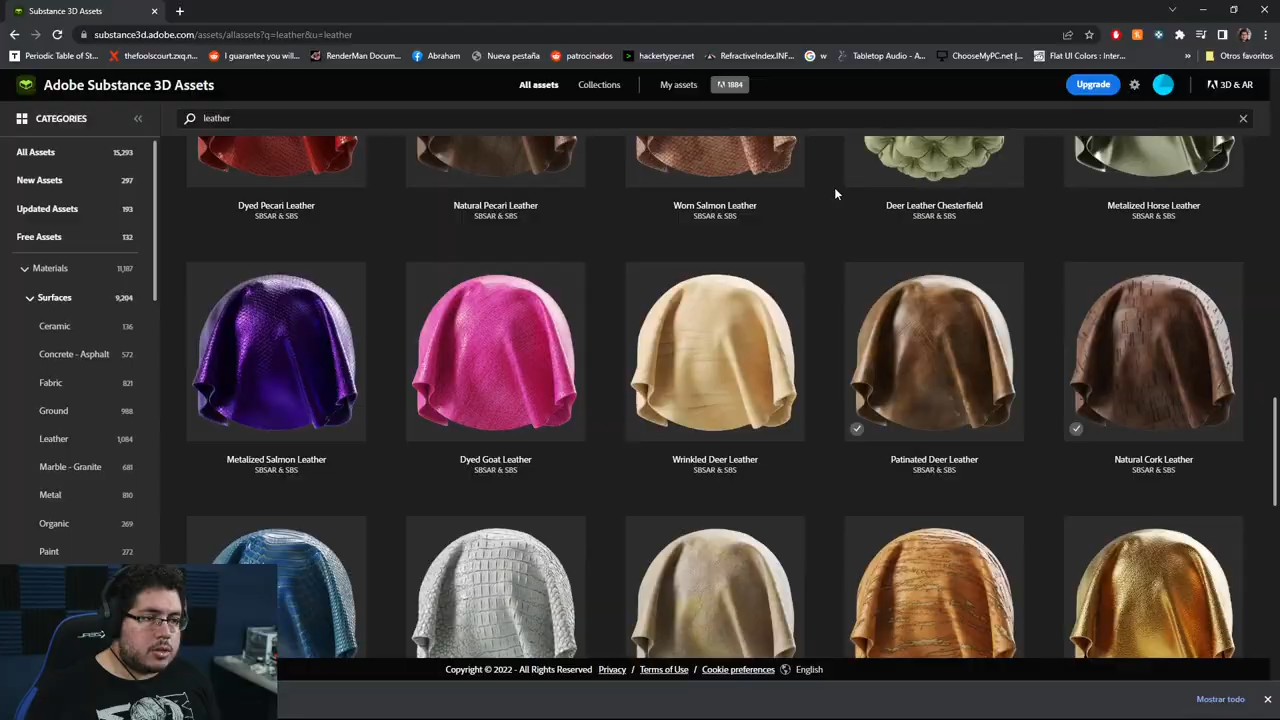 Substance 3D Assets
substance3d.adobe.com/assets/allassets?q=leather&u=leather
Periodic Table of St...
thefoolscourt.zxq.n...
I guarantee you will...
RenderMan Docum...
Abraham
Nueva pestaña
patrocinados
hackertyper.net
RefractiveIndex.INF...
w
Tabletop Audio - A...
ChooseMyPC.net |...
Flat UI Colors : Inter...
Otros favoritos
Adobe Substance 3D Assets
All assets
Collections
My assets
1884
Upgrade
3D & AR
CATEGORIES
leather
All Assets 15,293
New Assets 297
Updated Assets 193
Free Assets 132
Materials 11,187
Surfaces 9,204
Ceramic 136
Concrete - Asphalt 572
Fabric 821
Ground 988
Leather 1,084
Marble - Granite 681
Metal 810
Organic 269
Paint 272
Dyed Pecari Leather
SBSAR & SBS
Natural Pecari Leather
SBSAR & SBS
Worn Salmon Leather
SBSAR & SBS
Deer Leather Chesterfield
SBSAR & SBS
Metalized Horse Leather
SBSAR & SBS
Metalized Salmon Leather
SBSAR & SBS
Dyed Goat Leather
SBSAR & SBS
Wrinkled Deer Leather
SBSAR & SBS
Patinated Deer Leather
SBSAR & SBS
Natural Cork Leather
SBSAR & SBS
Copyright © 2022 - All Rights Reserved
Privacy
Terms of Use
Cookie preferences
English
Mostrar todo